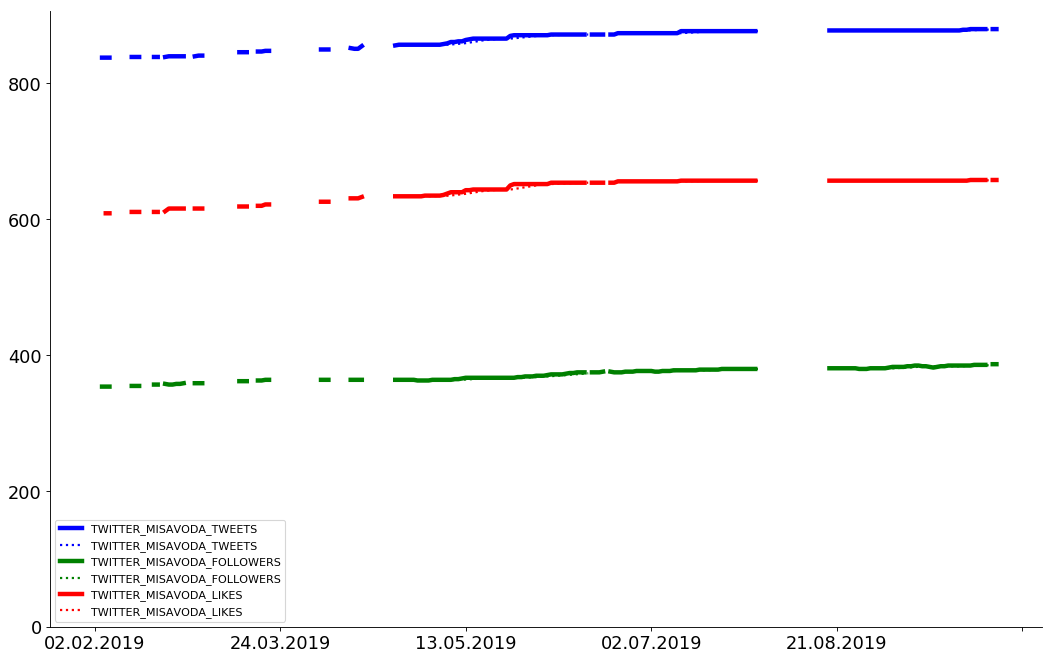 800
600
400
200
0
TWITTER_MISAVODA_TWEETS
TWITTER_MISAVODA_TWEETS
TWITTER_MISAVODA_FOLLOWERS
TWITTER_MISAVODA_FOLLOWERS
TWITTER_MISAVODA_LIKES
TWITTER_MISAVODA_LIKES
02.02.2019 24.03.2019 13.05.2019 02.07.2019 21.08.2019